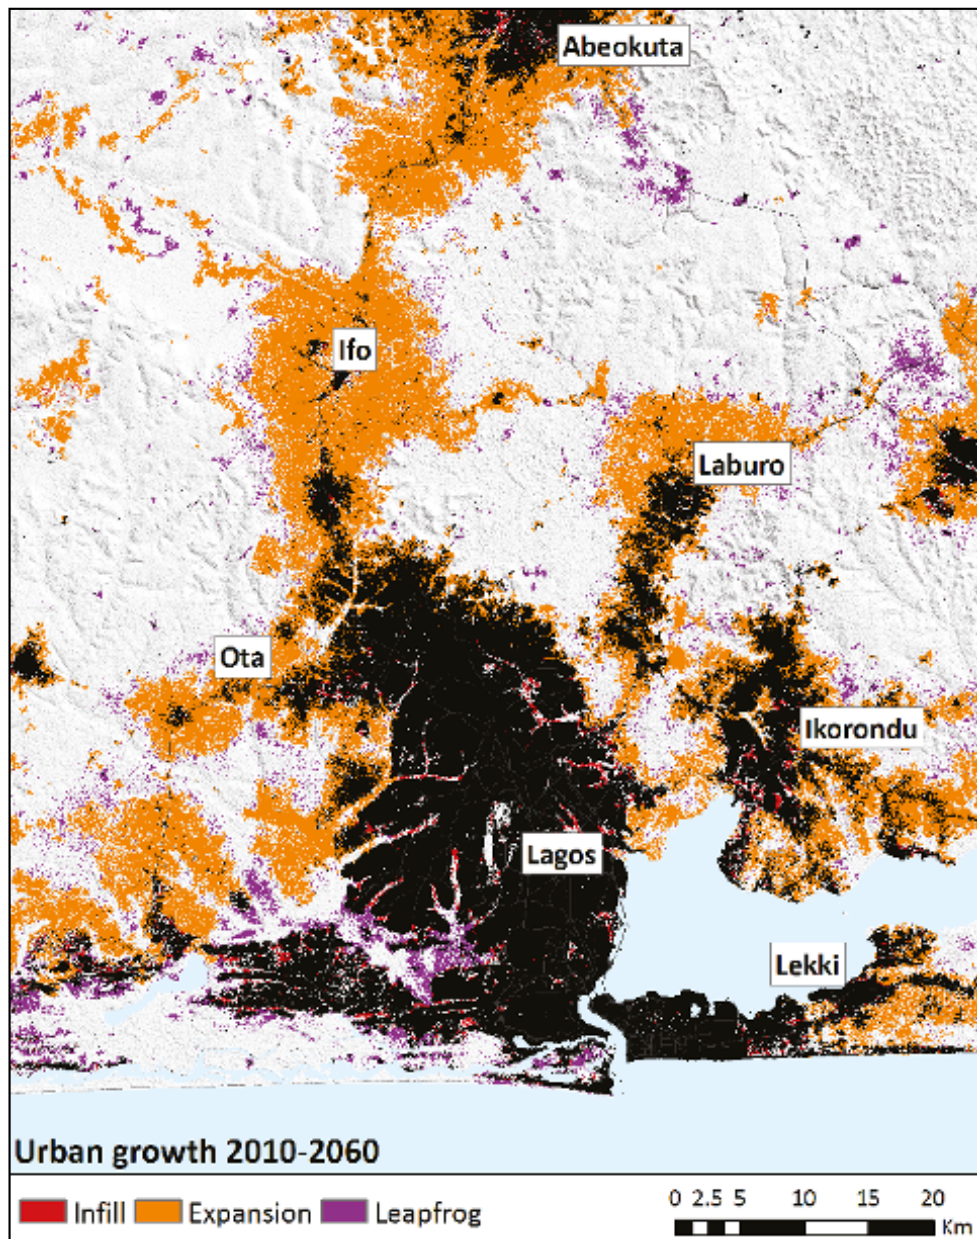 Abeokuta
Ifo
Laburo
Ota
Ikorondu
Lagos
Lekki
Urban growth 2010-2060
Infill Expansion Leapfrog
0 2.5 5 10 15 20
Km